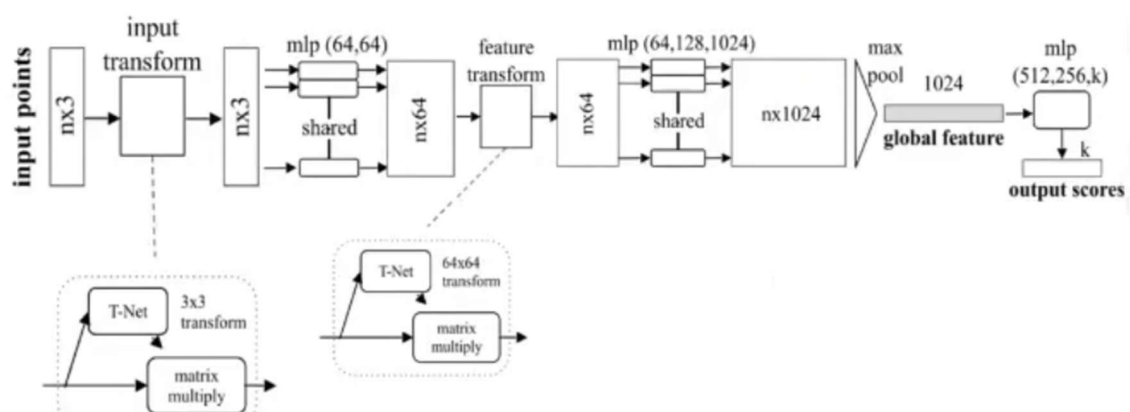 input points
nx3
input
transform
nx3
mlp (64,64)
shared
nx64
feature
transform
nx64
mlp (64,128,1024)
shared
nx1024
max
pool
1024
global feature
mlp
(512,256,k)
k
output scores
T-Net
3x3
transform
matrix
multiply
T-Net
64x64
transform
matrix
multiply